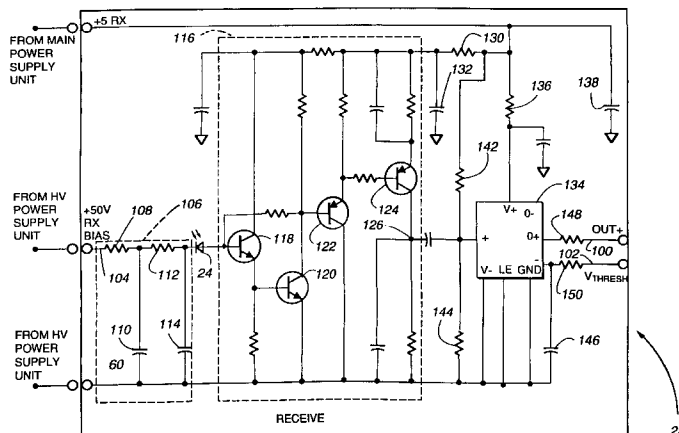 +5 RX
FROM MAIN
POWER
SUPPLY
UNIT
116
130
132
136
138
142
134
FROM HV
POWER
SUPPLY
UNIT
+50V
RX
BIAS
108
106
104
112
24
118
120
122
124
126
V+
0-
+
0+
-
V-
LE
GND
148
OUT+
100
102
VTHRESH
150
110
60
114
144
146
FROM HV
POWER
SUPPLY
UNIT
RECEIVE